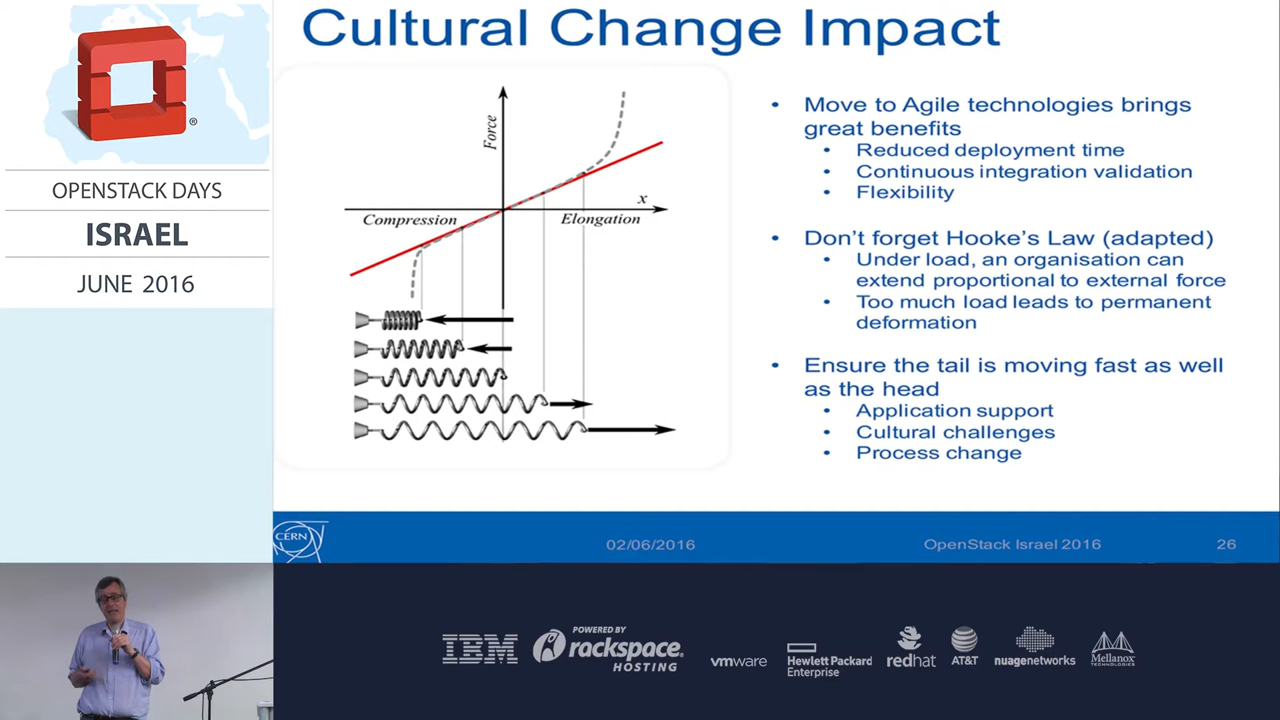 ®
OPENSTACK DAYS
ISRAEL
JUNE 2016
Cultural Change Impact
Force
x
Compression
Elongation
• Move to Agile technologies brings
great benefits
• Reduced deployment time
• Continuous integration validation
• Flexibility
• Don't forget Hooke's Law (adapted)
• Under load, an organisation can
extend proportional to external force
• Too much load leads to permanent
deformation
• Ensure the tail is moving fast as well
as the head
• Application support
• Cultural challenges
• Process change
CERN
02/06/2016
OpenStack Israel 2016
26
IBM
POWERED BY
rackspace
HOSTING
vmware
Hewlett Packard
Enterprise
redhat
AT&T
nuagenetworks
Mellanox
TECHNOLOGIES